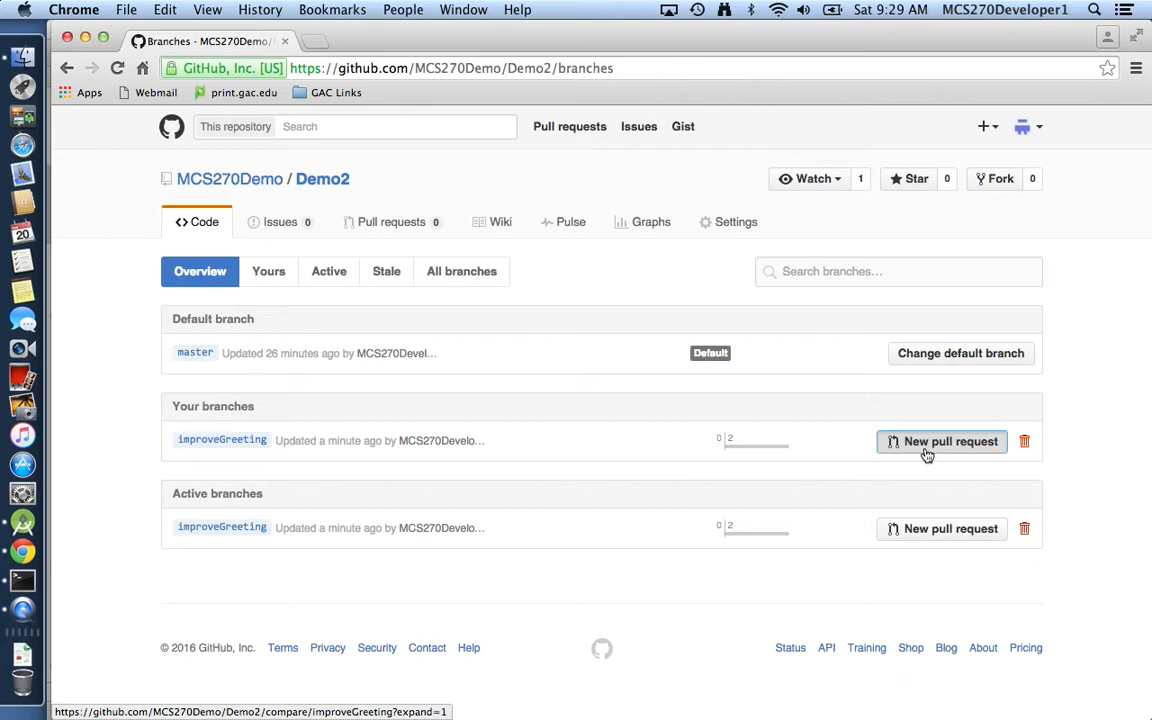 Chrome File Edit View History Bookmarks People Window Help Sat 9:29 AM MCS270Developer1
Branches · MCS270Demo/
GitHub, Inc. [US] https://github.com/MCS270Demo/Demo2/branches
Apps Webmail print.gac.edu GAC Links
This repository Search Pull requests Issues Gist
MCS270Demo / Demo2 Watch 1 Star 0 Fork 0
Code Issues 0 Pull requests 0 Wiki Pulse Graphs Settings
Overview Yours Active Stale All branches Search branches...
Default branch
master Updated 26 minutes ago by MCS270Devel... Default Change default branch
Your branches
improveGreeting Updated a minute ago by MCS270Develo... 0 2 New pull request
Active branches
improveGreeting Updated a minute ago by MCS270Develo... 0 2 New pull request
© 2016 GitHub, Inc. Terms Privacy Security Contact Help Status API Training Shop Blog About Pricing
https://github.com/MCS270Demo/Demo2/compare/improveGreeting?expand=1
20